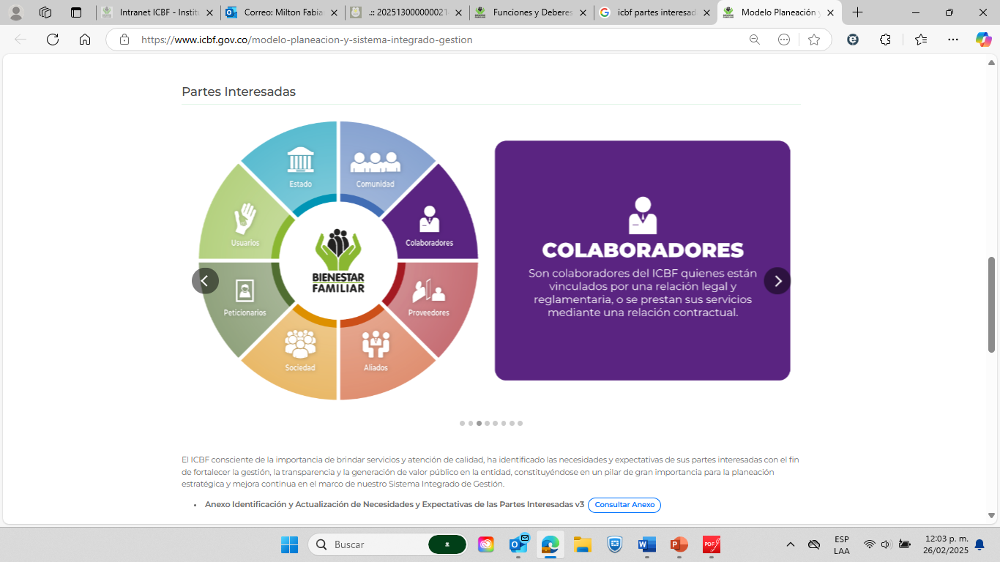 Intranet ICBF - Instit
Correo: Milton Fabia
.:: 202513000000021
Funciones y Deberes
icbf partes interesad
Modelo Planeación y
https://www.icbf.gov.co/modelo-planeacion-y-sistema-integrado-gestion
Partes Interesadas
Estado
Comunidad
Usuarios
Colaboradores
BIENESTAR
FAMILIAR
Peticionarios
Proveedores
Sociedad
Aliados
COLABORADORES
Son colaboradores del ICBF quienes están
vinculados por una relación legal y
reglamentaria, o se prestan sus servicios
mediante una relación contractual.
El ICBF consciente de la importancia de brindar servicios y atención de calidad, ha identificado las necesidades y expectativas de sus partes interesadas con el fin
de fortalecer la gestión, la transparencia y la generación de valor público en la entidad, constituyéndose en un pilar de gran importancia para la planeación
estratégica y mejora continua en el marco de nuestro Sistema Integrado de Gestión.
• Anexo Identificación y Actualización de Necesidades y Expectativas de las Partes Interesadas v3 Consultar Anexo
Buscar
ESP
LAA
12:03 p. m.
26/02/2025